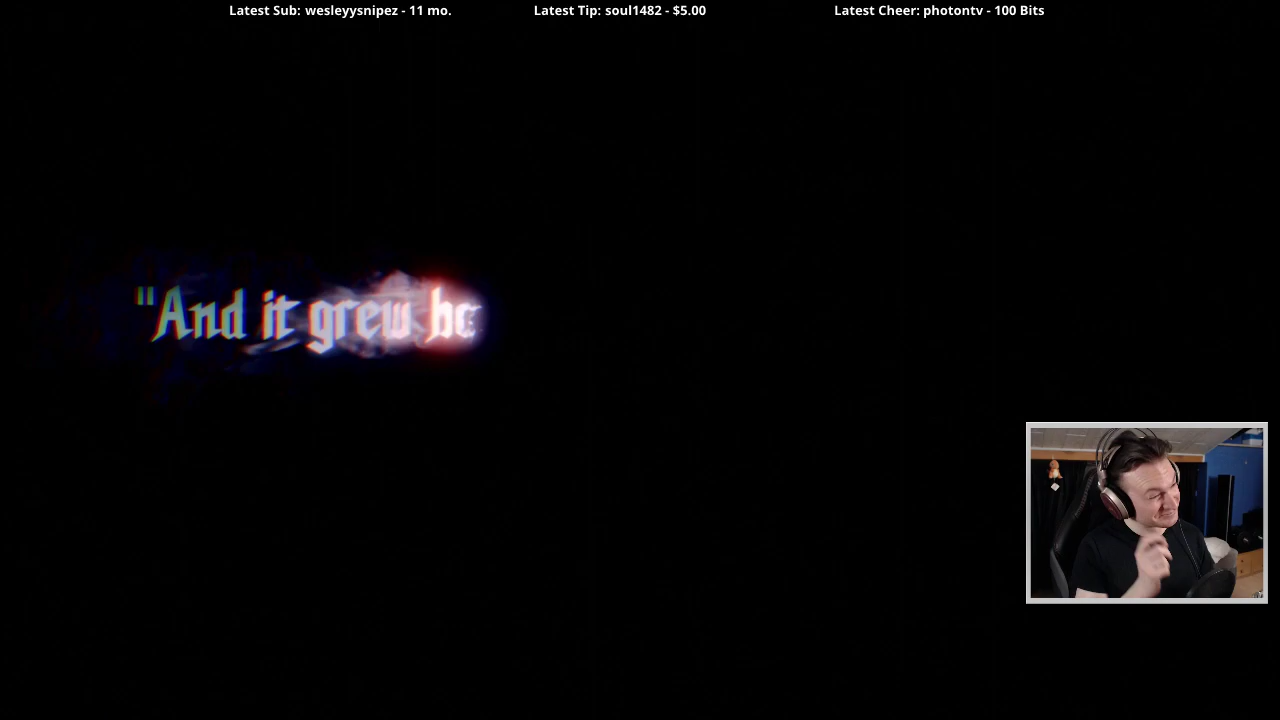 Latest Sub: wesleyysnipez - 11 mo.
Latest Tip: soul1482 - $5.00
Latest Cheer: photontv - 100 Bits
"And it grew